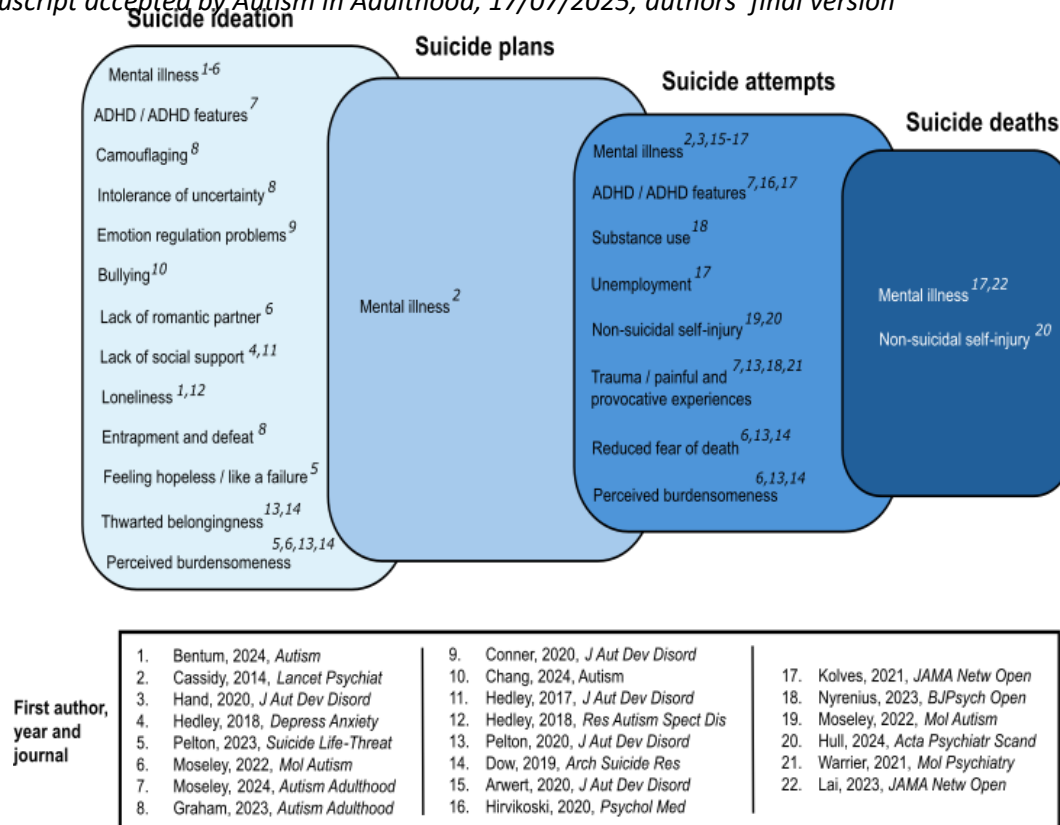 uscript accepted by Autism in Adulthood, 17/07/2025, authors' final version
Suicide ideation
Mental illness 1-6
ADHD / ADHD features 7
Camouflaging 8
Intolerance of uncertainty 8
Emotion regulation problems 9
Bullying 10
Lack of romantic partner 6
Lack of social support 4,11
Loneliness 1,12
Entrapment and defeat 8
Feeling hopeless / like a failure 5
Thwarted belongingness 13,14
Perceived burdensomeness 5,6,13,14
Suicide plans
Mental illness 2
Suicide attempts
Mental illness 2,3,15-17
ADHD / ADHD features 7,16,17
Substance use 18
Unemployment 17
Non-suicidal self-injury 19,20
Trauma / painful and 7,13,18,21
provocative experiences
Reduced fear of death 6,13,14
Perceived burdensomeness 6,13,14
Suicide deaths
Mental illness 17,22
Non-suicidal self-injury 20
First author,
year and
journal
1. Bentum, 2024, Autism
2. Cassidy, 2014, Lancet Psychiat
3. Hand, 2020, J Aut Dev Disord
4. Hedley, 2018, Depress Anxiety
5. Pelton, 2023, Suicide Life-Threat
6. Moseley, 2022, Mol Autism
7. Moseley, 2024, Autism Adulthood
8. Graham, 2023, Autism Adulthood
9. Conner, 2020, J Aut Dev Disord
10. Chang, 2024, Autism
11. Hedley, 2017, J Aut Dev Disord
12. Hedley, 2018, Res Autism Spect Dis
13. Pelton, 2020, J Aut Dev Disord
14. Dow, 2019, Arch Suicide Res
15. Arwert, 2020, J Aut Dev Disord
16. Hirvikoski, 2020, Psychol Med
17. Kolves, 2021, JAMA Netw Open
18. Nyrenius, 2023, BJPsych Open
19. Moseley, 2022, Mol Autism
20. Hull, 2024, Acta Psychiatr Scand
21. Warrier, 2021, Mol Psychiatry
22. Lai, 2023, JAMA Netw Open